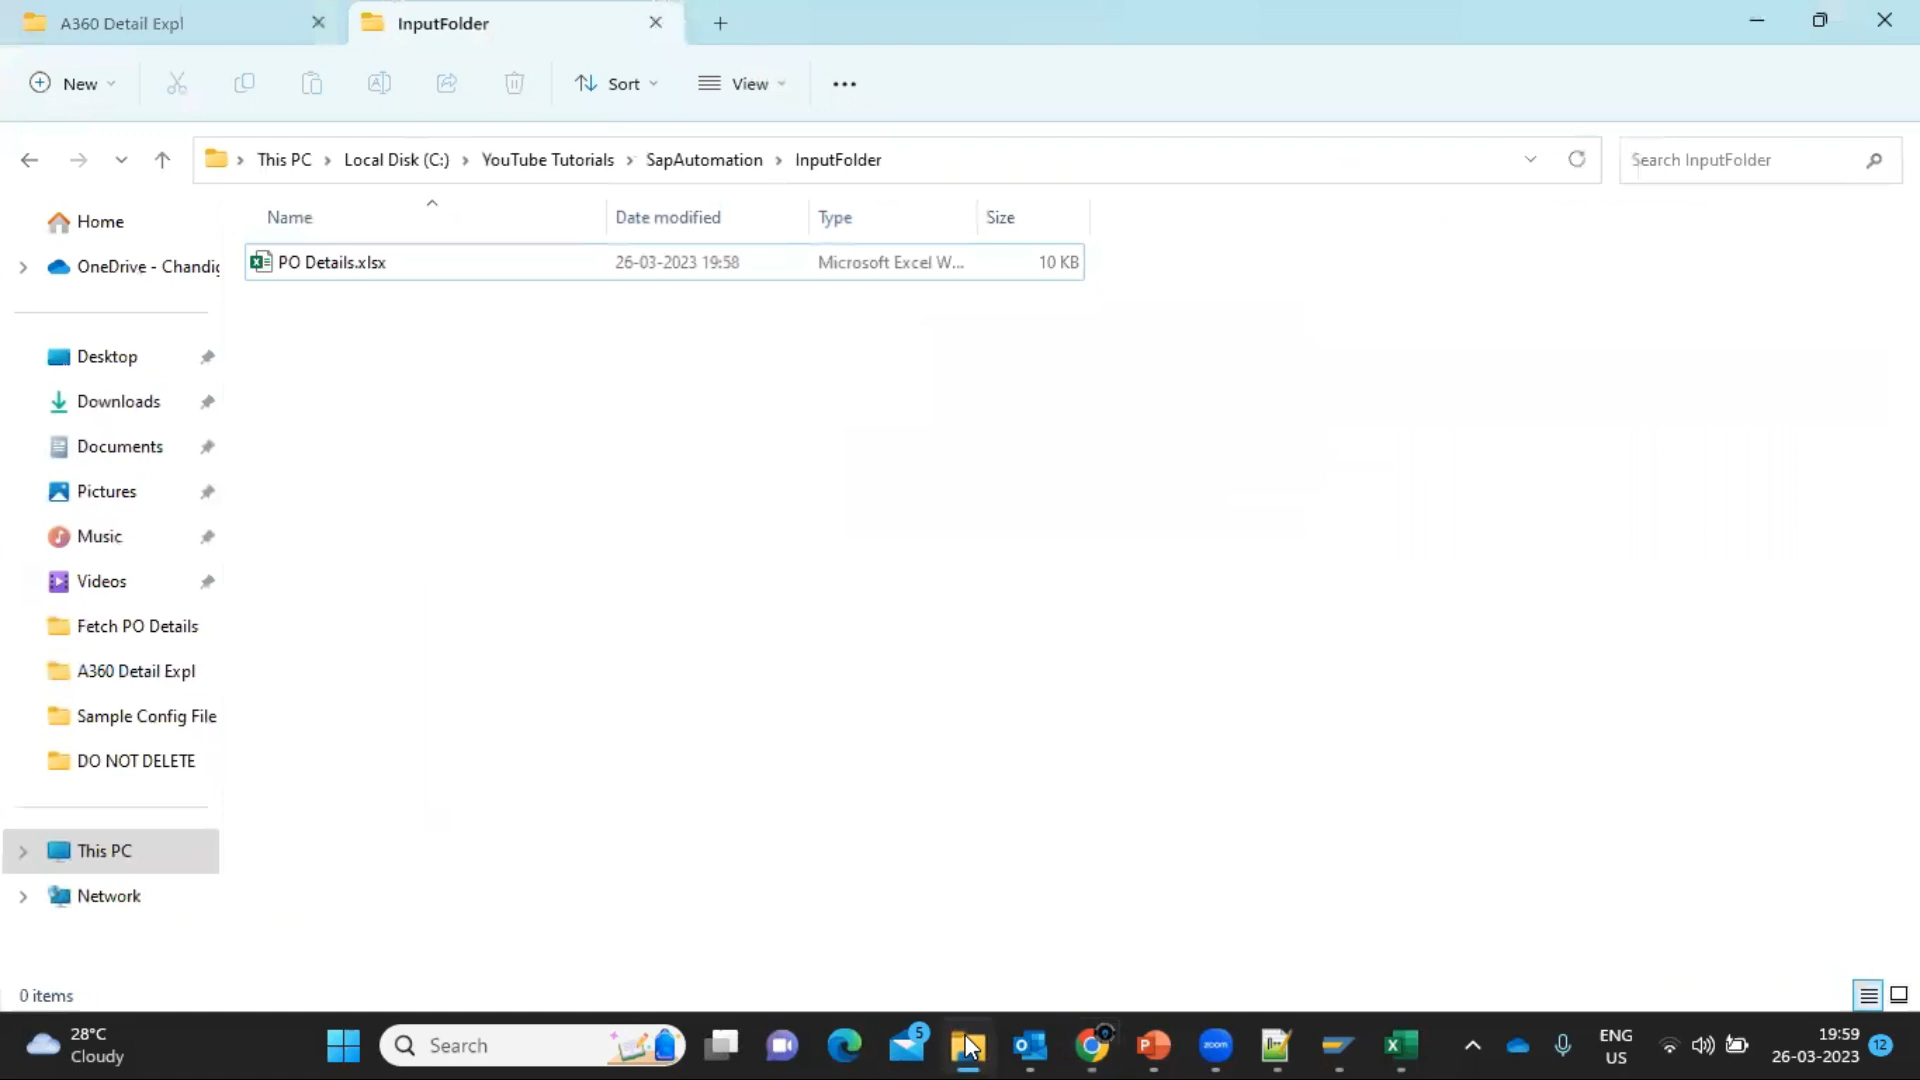 A360 Detail Expl
InputFolder
New
Sort
View
This PC
Local Disk (C:)
YouTube Tutorials
SapAutomation
InputFolder
Search InputFolder
Name
Date modified
Type
Size
PO Details.xlsx
26-03-2023 19:58
Microsoft Excel W...
10 KB
Home
OneDrive - Chandig
Desktop
Downloads
Documents
Pictures
Music
Videos
Fetch PO Details
A360 Detail Expl
Sample Config File
DO NOT DELETE
This PC
Network
0 items
28°C
Cloudy
Search
5
zoom
ENG
US
19:59
26-03-2023
12